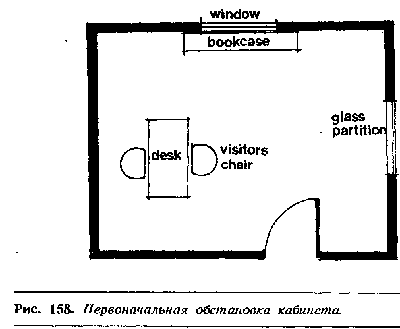 window
bookcase
glass
partition
desk
visitors
chair
Рис. 158. Первоначальная обстановка кабинета.